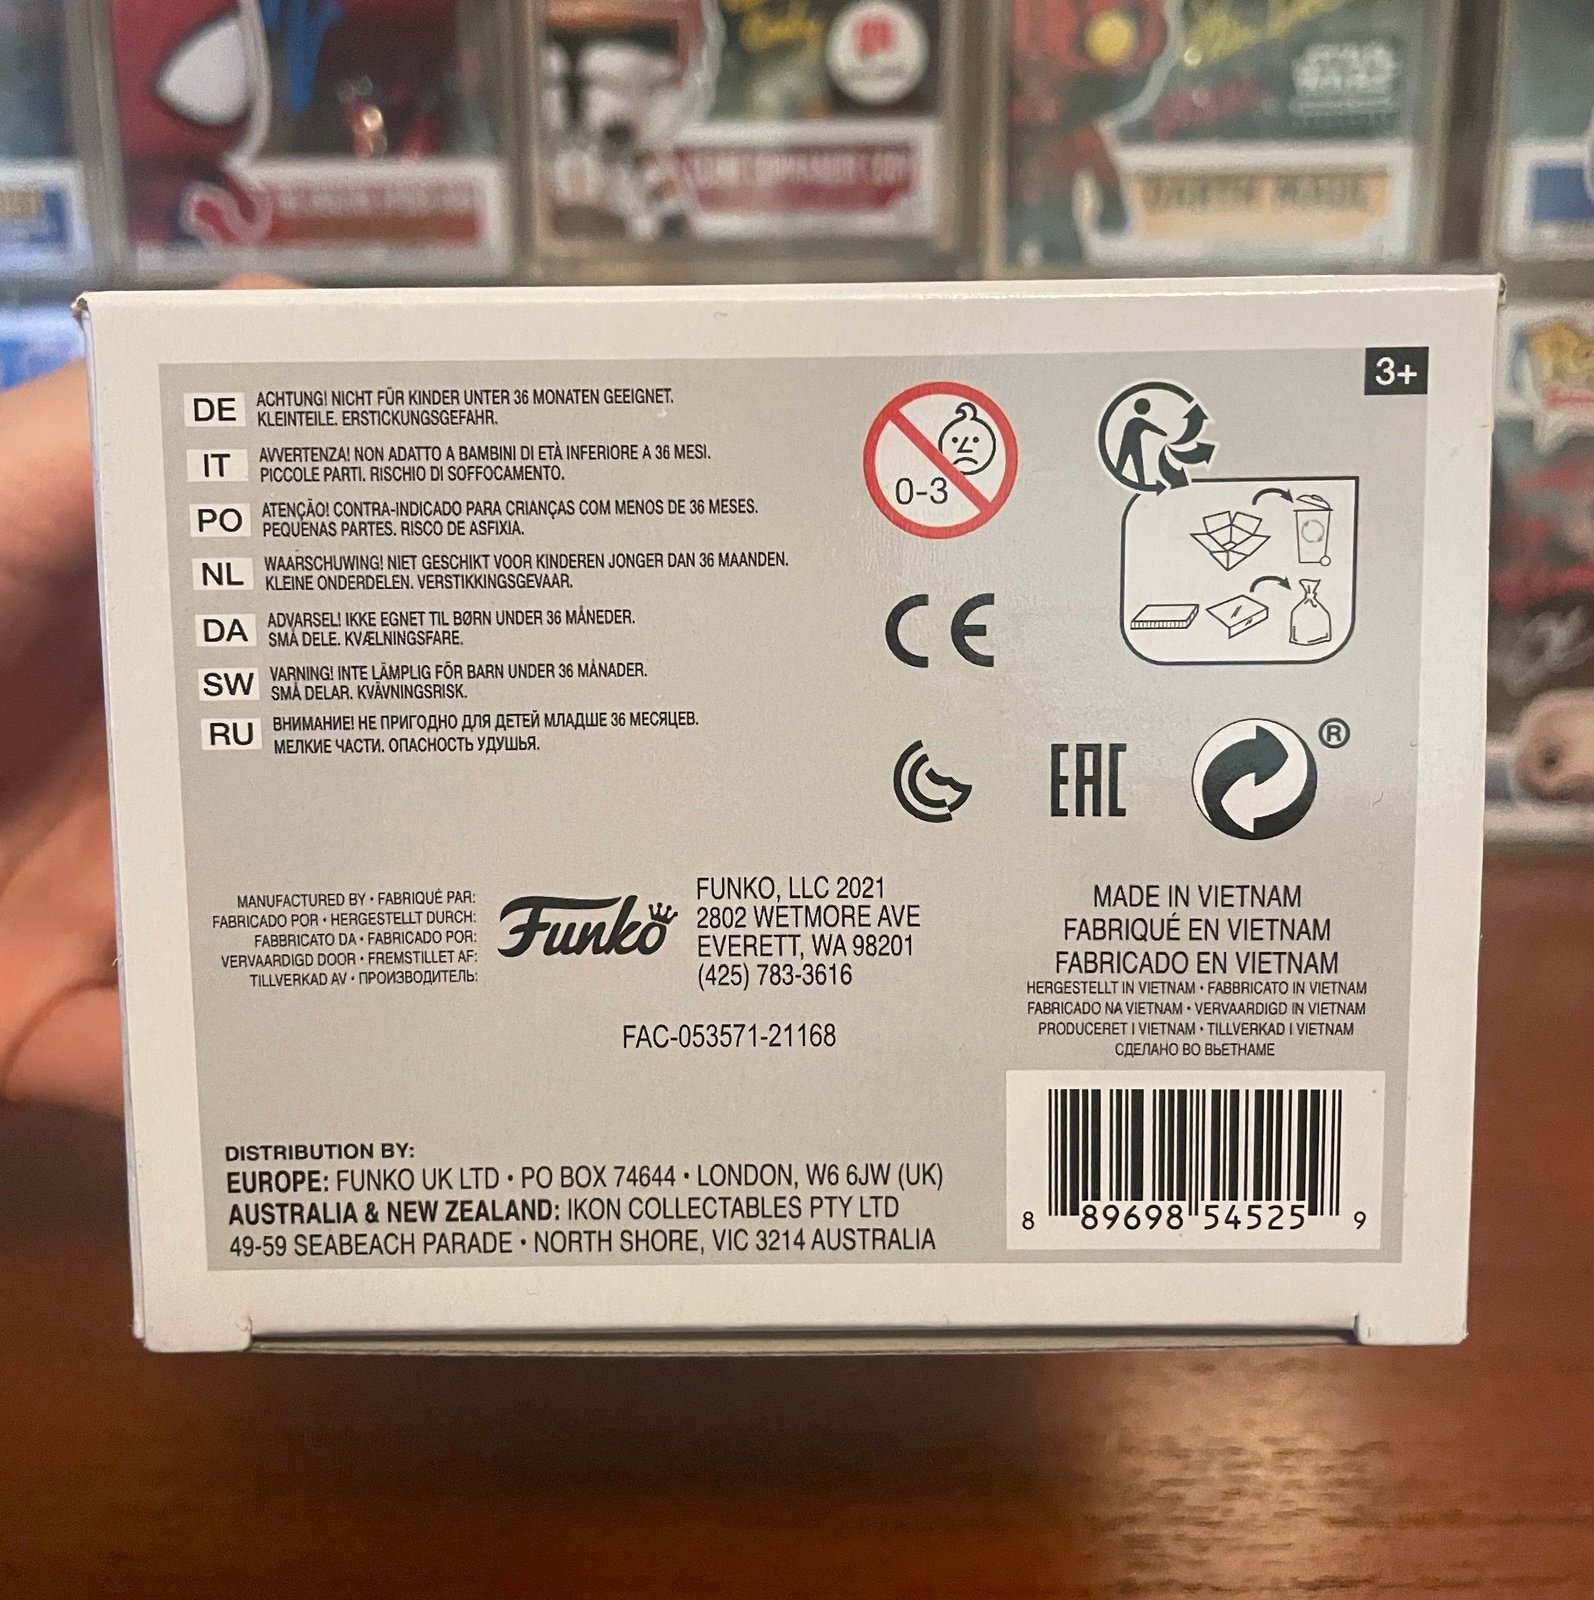 STAR
WARS
DARTH MAUL
3+
DE
ACHTUNG! NICHT FÜR KINDER UNTER 36 MONATEN GEEIGNET.
KLEINTEILE. ERSTICKUNGSGEFAHR.
IT
AVVERTENZA! NON ADATTO A BAMBINI DI ETÀ INFERIORE A 36 MESI.
PICCOLE PARTI. RISCHIO DI SOFFOCAMENTO.
PO
ATENÇÃO! CONTRA-INDICADO PARA CRIANÇAS COM MENOS DE 36 MESES.
PEQUENAS PARTES. RISCO DE ASFIXIA.
NL
WAARSCHUWING! NIET GESCHIKT VOOR KINDEREN JONGER DAN 36 MAANDEN.
KLEINE ONDERDELEN. VERSTIKKINGSGEVAAR.
DA
ADVARSEL! IKKE EGNET TIL BØRN UNDER 36 MÅNEDER.
SMÅ DELE. KVÆLNINGSFARE.
SW
VARNING! INTE LÄMPLIG FÖR BARN UNDER 36 MÅNADER.
SMÅ DELAR. KVÄVNINGSRISK.
RU
ВНИМАНИЕ! НЕ ПРИГОДНО ДЛЯ ДЕТЕЙ МЛАДШЕ 36 МЕСЯЦЕВ.
МЕЛКИЕ ЧАСТИ. ОПАСНОСТЬ УДУШЬЯ.
0-3
CE
EAC
®
MANUFACTURED BY • FABRIQUÉ PAR:
FABRICADO POR • HERGESTELLT DURCH:
FABBRICATO DA • FABRICADO POR:
VERVAARDIGD DOOR • FREMSTILLET AF:
TILLVERKAD AV • ПРОИЗВОДИТЕЛЬ:
Funko
FUNKO, LLC 2021
2802 WETMORE AVE
EVERETT, WA 98201
(425) 783-3616
FAC-053571-21168
MADE IN VIETNAM
FABRIQUÉ EN VIETNAM
FABRICADO EN VIETNAM
HERGESTELLT IN VIETNAM • FABBRICATO IN VIETNAM
FABRICADO NA VIETNAM • VERVAARDIGD IN VIETNAM
PRODUCERET I VIETNAM • TILLVERKAD I VIETNAM
СДЕЛАНО ВО ВЬЕТНАМЕ
DISTRIBUTION BY:
EUROPE: FUNKO UK LTD • PO BOX 74644 • LONDON, W6 6JW (UK)
AUSTRALIA & NEW ZEALAND: IKON COLLECTABLES PTY LTD
49-59 SEABEACH PARADE • NORTH SHORE, VIC 3214 AUSTRALIA
8 89698 54525 9